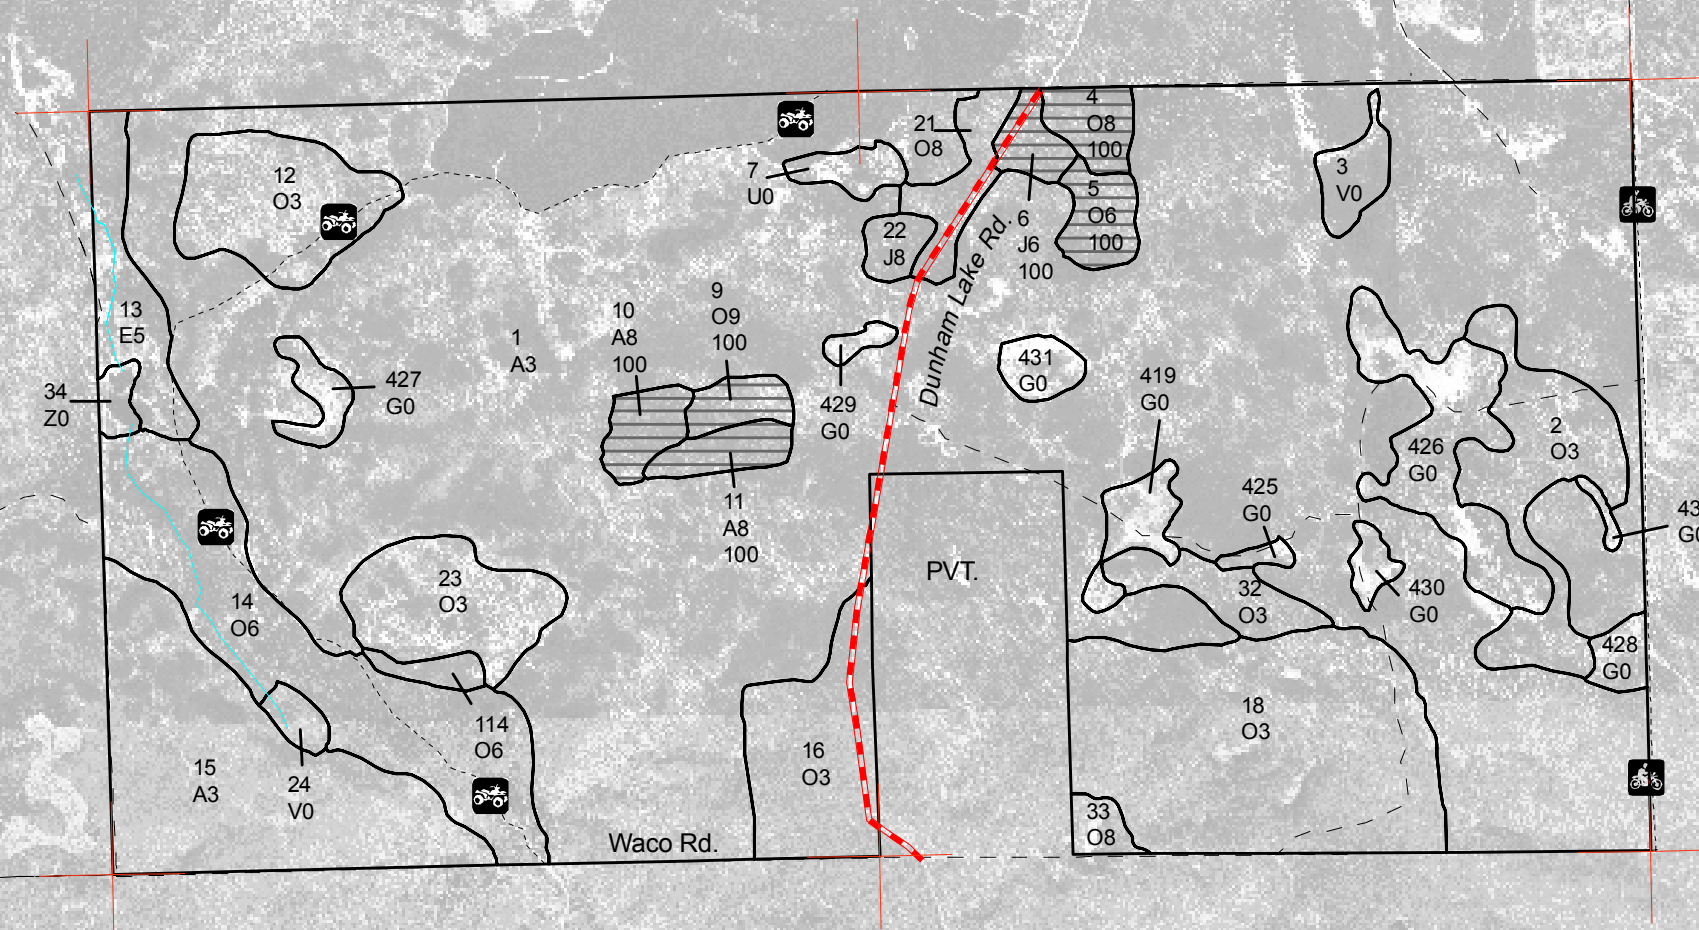 4
O8
100
21
O8
7
U0
12
O3
3
V0
5
O6
100
6
J6
100
22
J8
Dunham Lake Rd.
13
E5
9
O9
100
10
A8
100
1
A3
431
G0
427
G0
34
Z0
429
G0
419
G0
2
O3
426
G0
425
G0
11
A8
100
43
G0
PVT.
23
O3
32
O3
430
G0
14
O6
428
G0
18
O3
114
O6
16
O3
15
A3
24
V0
33
O8
Waco Rd.